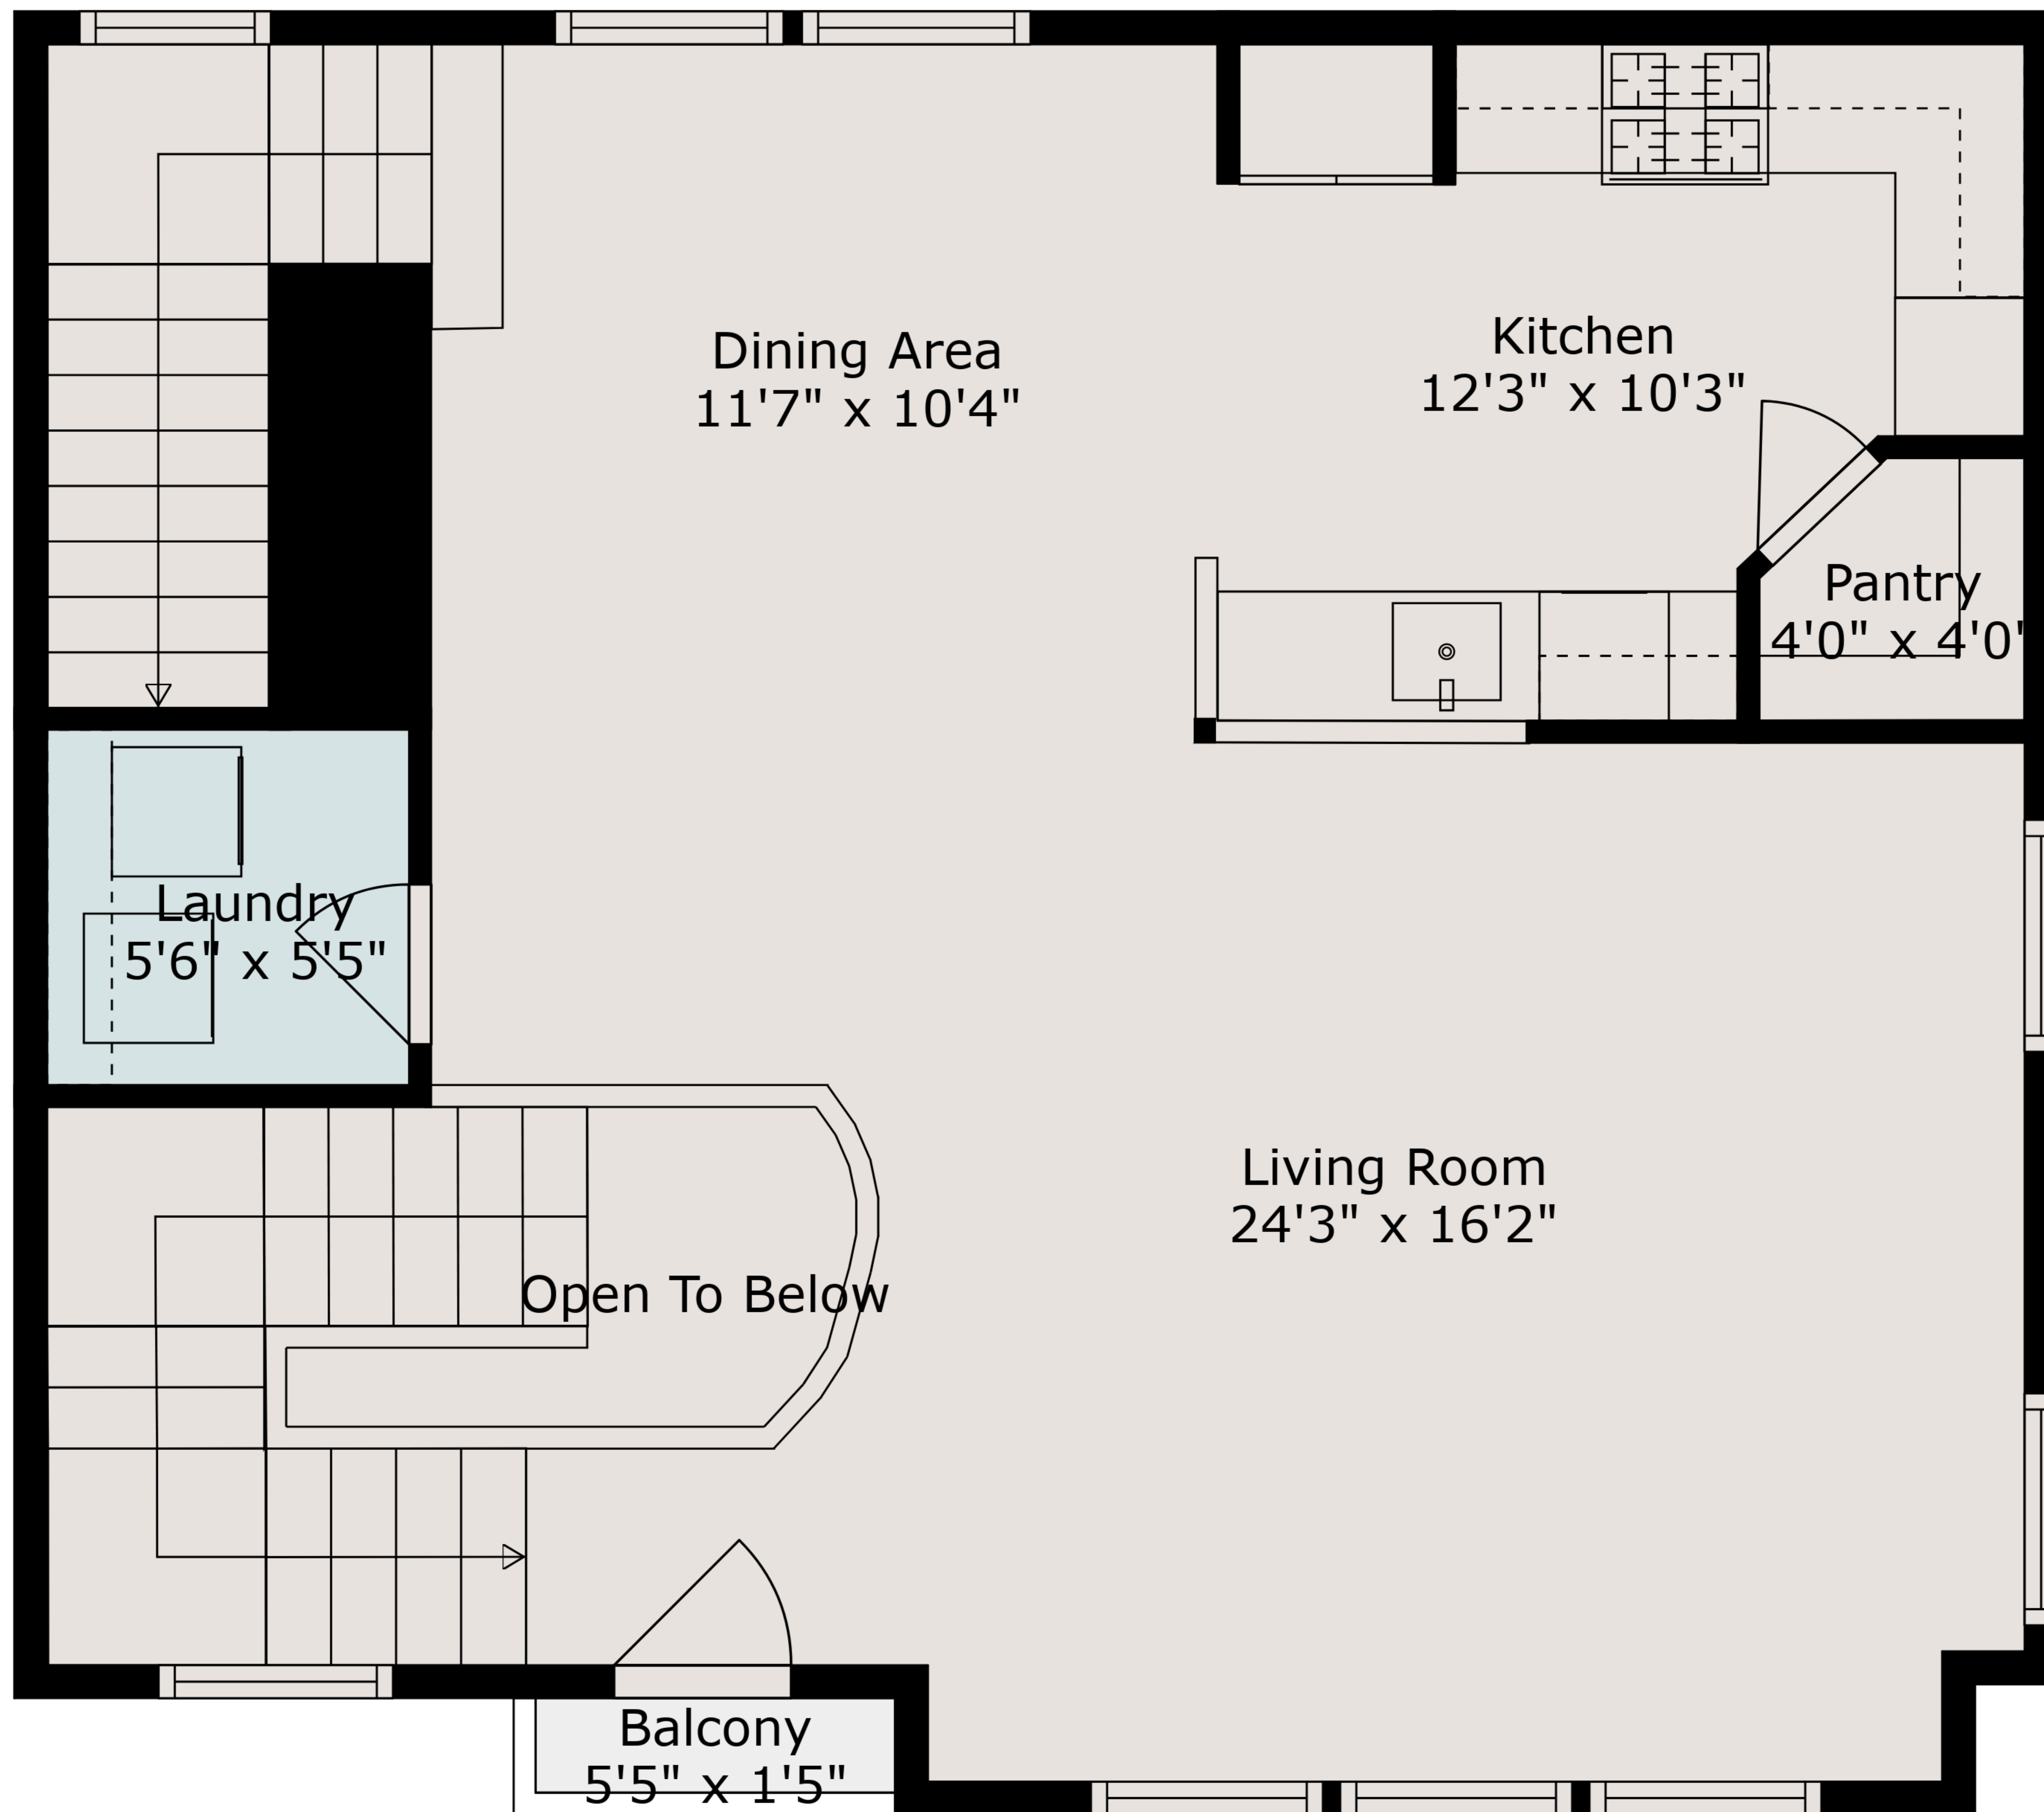 Dining Area
11'7" x 10'4"
Kitchen
12'3" x 10'3"
Pantry
4'0" x 4'0"
Laundry
5'6" x 5'5"
Living Room
24'3" x 16'2"
Open To Below
Balcony
5'5" x 1'5"